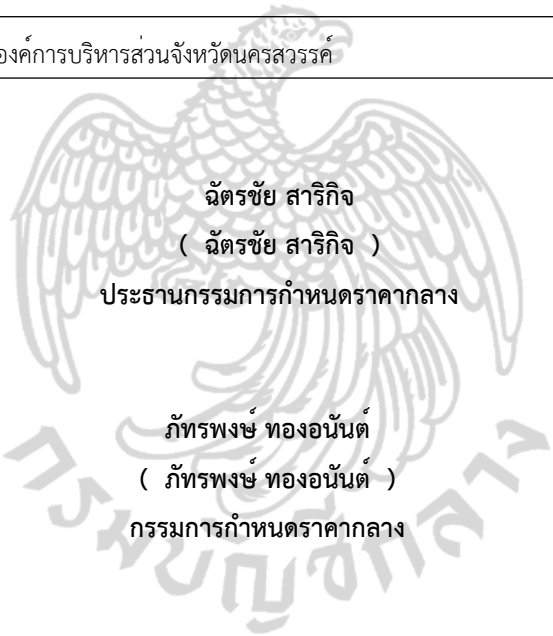 องค์การบริหารส่วนจังหวัดนครสวรรค์
ฉัตรชัย สาริกิจ
( ฉัตรชัย สาริกิจ )
ประธานกรรมการกำหนดราคากลาง
ภัทรพงษ์ ทองอนันต์
( ภัทรพงษ์ ทองอนันต์ )
กรรมการกำหนดราคากลาง
กรมบัญชีกลาง